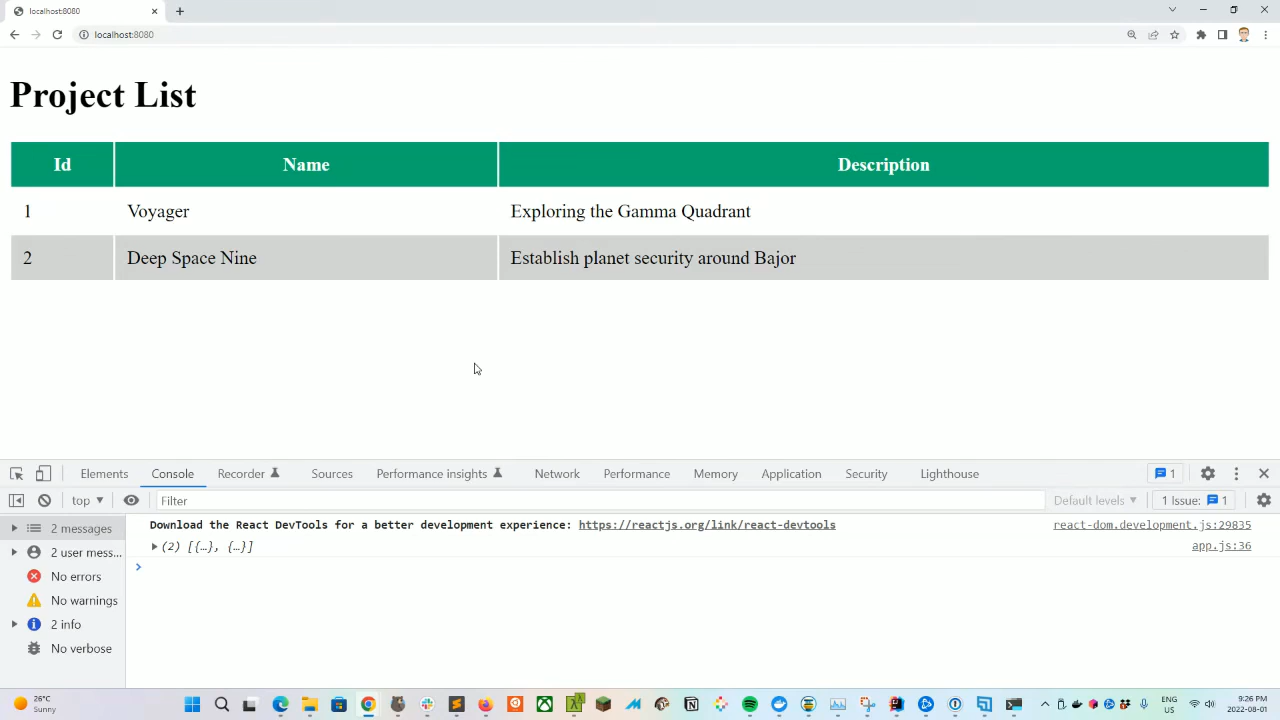 localhost:8080
localhost:8080
Project List
Id Name Description
1 Voyager Exploring the Gamma Quadrant
2 Deep Space Nine Establish planet security around Bajor
Elements Console Recorder Sources Performance insights Network Performance Memory Application Security Lighthouse 1
top Filter Default levels 1 Issue: 1
2 messages
2 user mess...
No errors
No warnings
2 info
No verbose
Download the React DevTools for a better development experience: https://reactjs.org/link/react-devtools react-dom.development.js:29835
(2) [{…}, {…}] app.js:36
26°C
Sunny
ENG
US
9:26 PM
2022-08-01